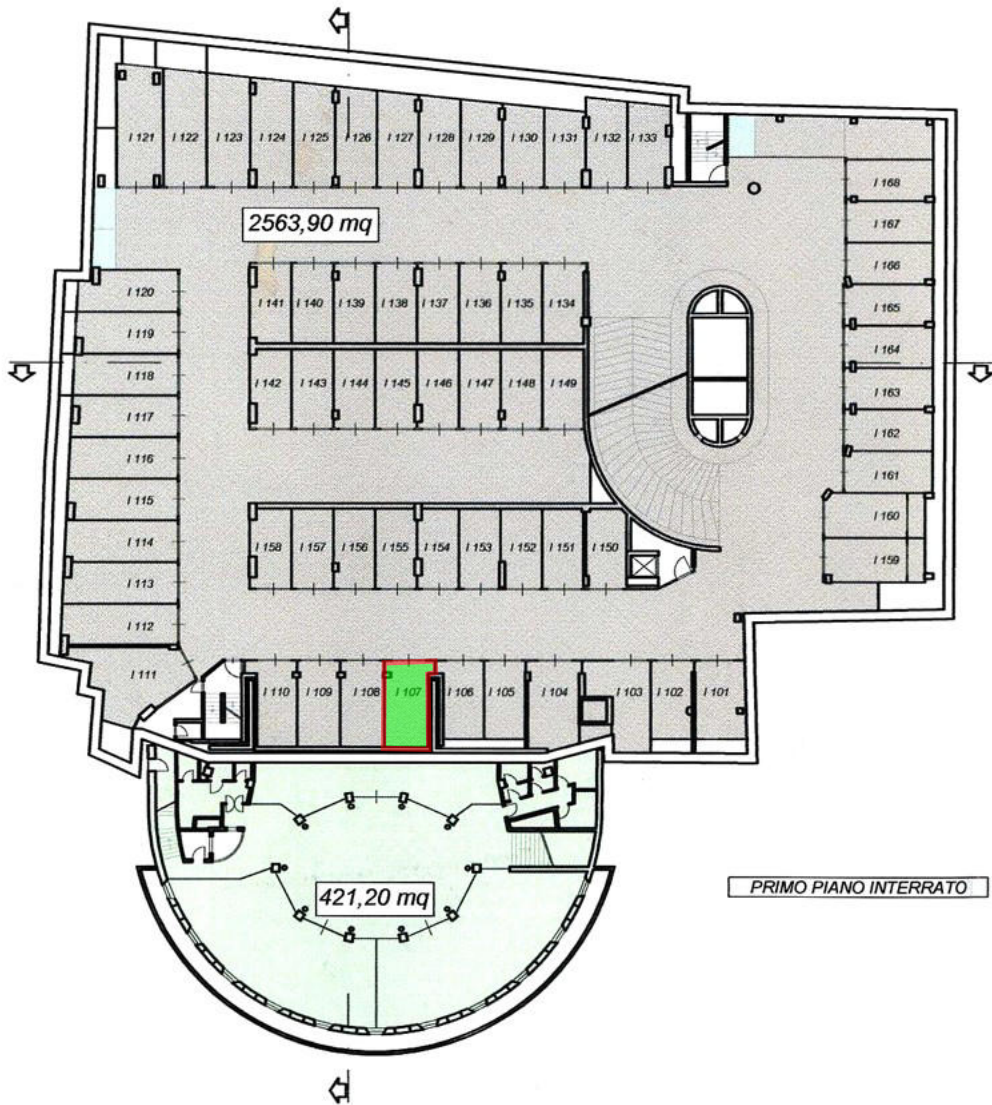 I 121 I 122 I 123 I 124 I 125 I 126 I 127 I 128 I 129 I 130 I 131 I 132 I 133
I 168
I 167
2563,90 mq
I 166
I 120
I 141 I 140 I 139 I 138 I 137 I 136 I 135 I 134
I 165
I 119
I 164
I 118
I 142 I 143 I 144 I 145 I 146 I 147 I 148 I 149
I 163
I 117
I 162
I 116
I 161
I 115
I 160
I 114
I 158 I 157 I 156 I 155 I 154 I 153 I 152 I 151 I 150
I 159
I 113
I 112
I 111
I 110 I 109 I 108 I 107 I 106 I 105 I 104 I 103 I 102 I 101
421,20 mq
PRIMO PIANO INTERRATO